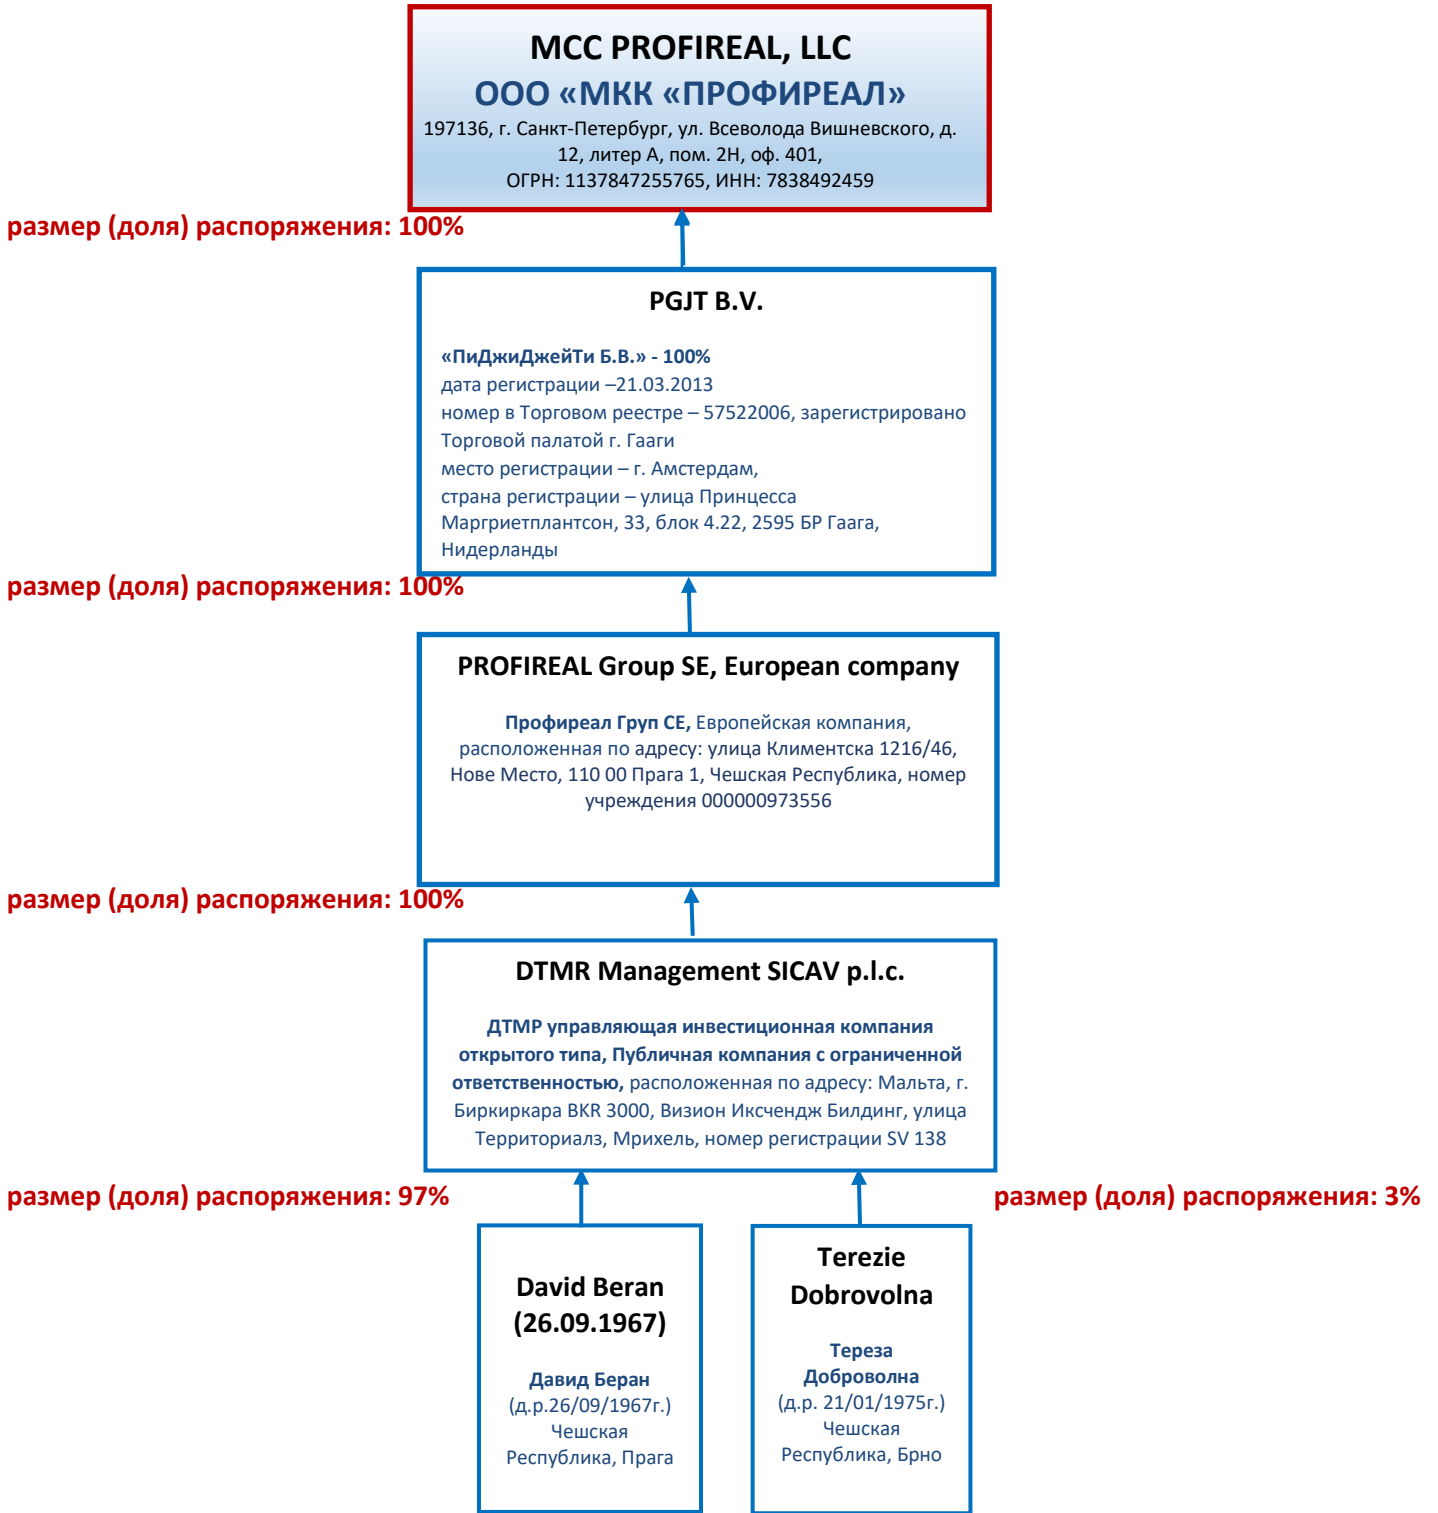 MCC PROFIREAL, LLC
ООО «МКК «ПРОФИРЕАЛ»
197136, г. Санкт-Петербург, ул. Всеволода Вишневского, д.
12, литер А, пом. 2Н, оф. 401,
ОГРН: 1137847255765, ИНН: 7838492459
размер (доля) распоряжения: 100%
PGJT B.V.
«ПиДжиДжейТи Б.В.» - 100%
дата регистрации –21.03.2013
номер в Торговом реестре – 57522006, зарегистрировано
Торговой палатой г. Гааги
место регистрации – г. Амстердам,
страна регистрации – улица Принцесса
Маргриетплантсон, 33, блок 4.22, 2595 БР Гаага,
Нидерланды
размер (доля) распоряжения: 100%
PROFIREAL Group SE, European company
Профиреал Груп СЕ, Европейская компания,
расположенная по адресу: улица Климентска 1216/46,
Нове Место, 110 00 Прага 1, Чешская Республика, номер
учреждения 000000973556
размер (доля) распоряжения: 100%
DTMR Management SICAV p.l.c.
ДТМР управляющая инвестиционная компания
открытого типа, Публичная компания с ограниченной
ответственностью, расположенная по адресу: Мальта, г.
Биркиркара BKR 3000, Визион Иксчендж Билдинг, улица
Территориалз, Мрихель, номер регистрации SV 138
размер (доля) распоряжения: 97%
размер (доля) распоряжения: 3%
David Beran
(26.09.1967)
Давид Беран
(д.р.26/09/1967г.)
Чешская
Республика, Прага
Terezie
Dobrovolna
Тереза
Доброволна
(д.р. 21/01/1975г.)
Чешская
Республика, Брно